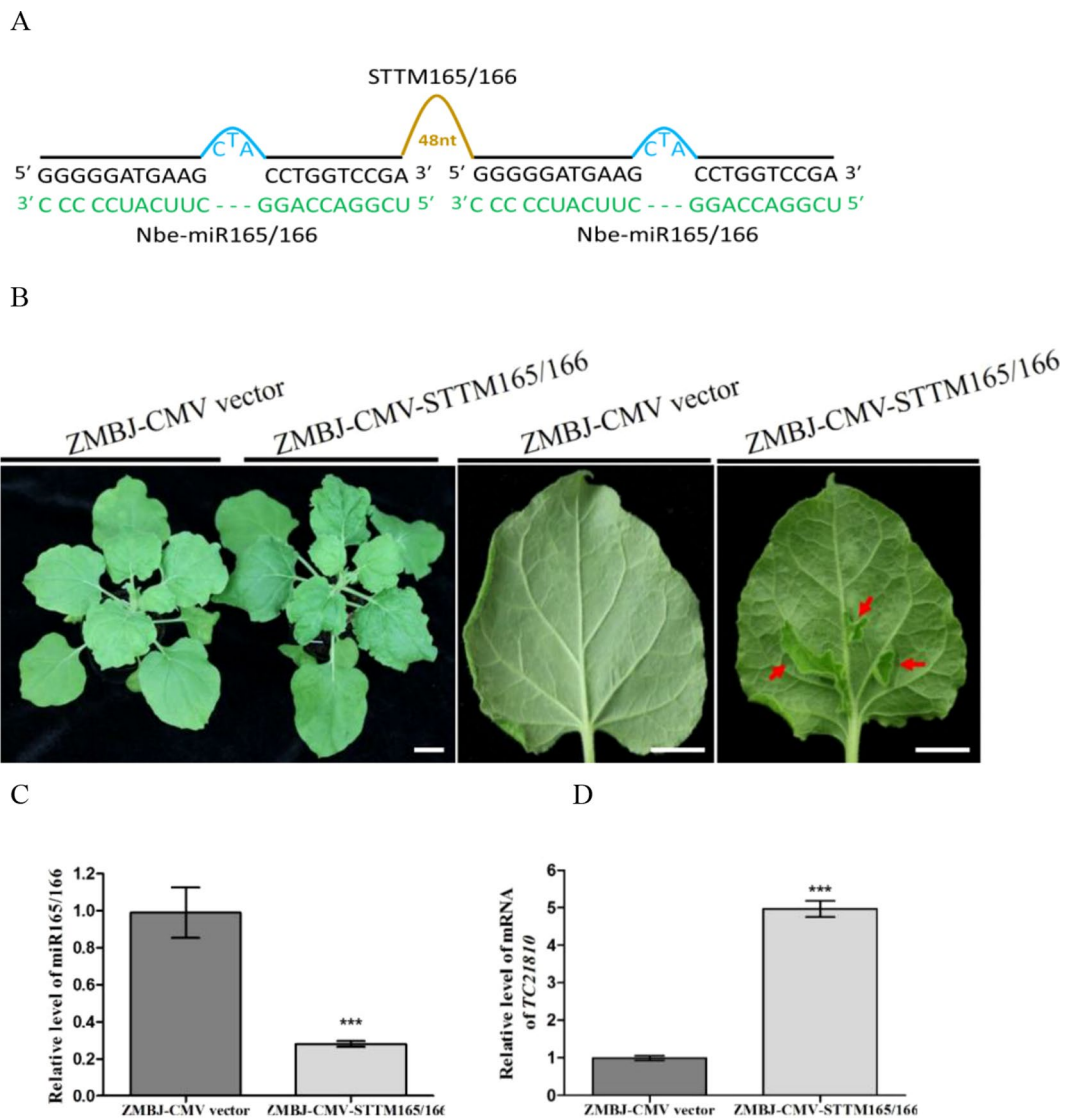 A
STTM165/166
48nt
CTA
CTA
5′ GGGGGATGAAG CCTGGTCCGA 3′ 5′ GGGGGATGAAG CCTGGTCCGA 3′
3′ C CC CCUACUUC - - - GGACCAGGCU 5′ 3′ C CC CCUACUUC - - - GGACCAGGCU 5′
Nbe-miR165/166 Nbe-miR165/166
B
ZMBJ-CMV vector
ZMBJ-CMV-STTM165/166
ZMBJ-CMV vector
ZMBJ-CMV-STTM165/166
C
Relative level of miR165/166
1.2
1.0
0.8
0.6
0.4
0.2
0.0
***
ZMBJ-CMV vector ZMBJ-CMV-STTM165/166
D
Relative level of mRNA
of TC21810
6
5
4
3
2
1
0
***
ZMBJ-CMV vector ZMBJ-CMV-STTM165/166